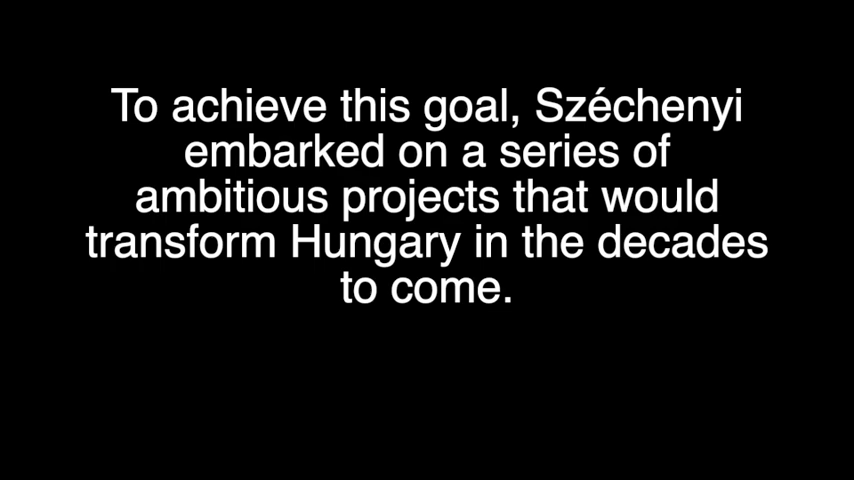 To achieve this goal, Széchenyi
embarked on a series of
ambitious projects that would
transform Hungary in the decades
to come.